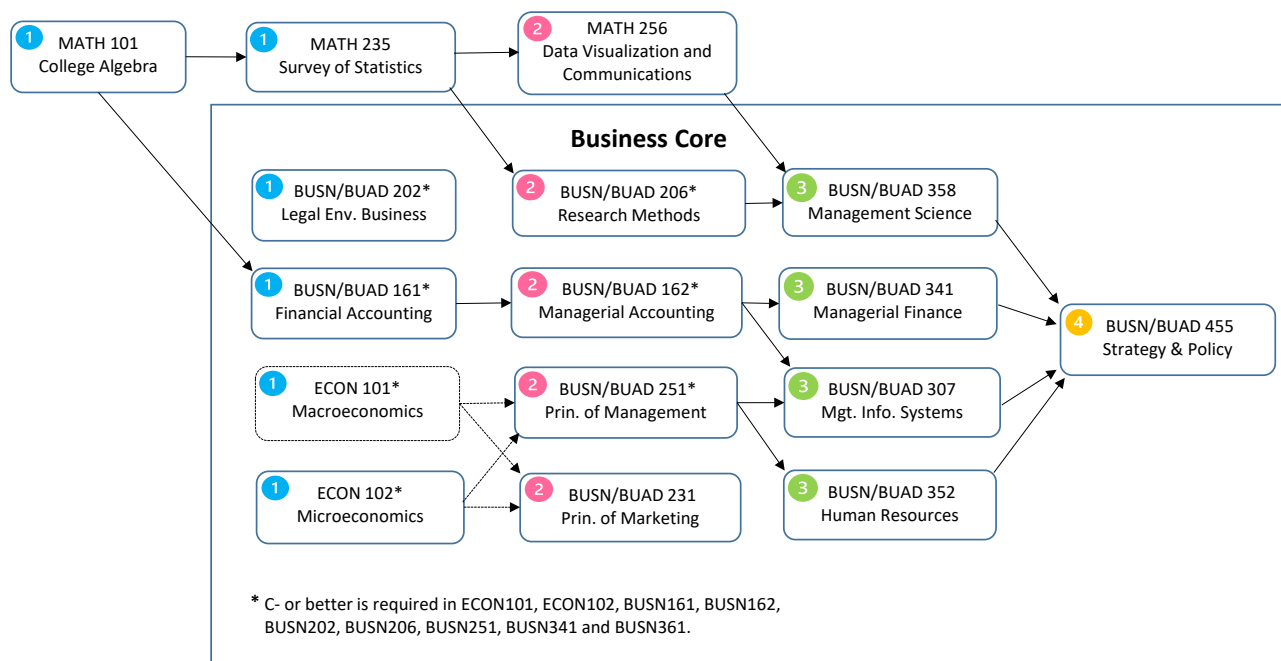 1
MATH 101
College Algebra
1
MATH 235
Survey of Statistics
2
MATH 256
Data Visualization and
Communications
Business Core
1
BUSN/BUAD 202*
Legal Env. Business
2
BUSN/BUAD 206*
Research Methods
3
BUSN/BUAD 358
Management Science
1
BUSN/BUAD 161*
Financial Accounting
2
BUSN/BUAD 162*
Managerial Accounting
3
BUSN/BUAD 341
Managerial Finance
4
BUSN/BUAD 455
Strategy & Policy
1
ECON 101*
Macroeconomics
2
BUSN/BUAD 251*
Prin. of Management
3
BUSN/BUAD 307
Mgt. Info. Systems
1
ECON 102*
Microeconomics
2
BUSN/BUAD 231
Prin. of Marketing
3
BUSN/BUAD 352
Human Resources
* C- or better is required in ECON101, ECON102, BUSN161, BUSN162,
BUSN202, BUSN206, BUSN251, BUSN341 and BUSN361.